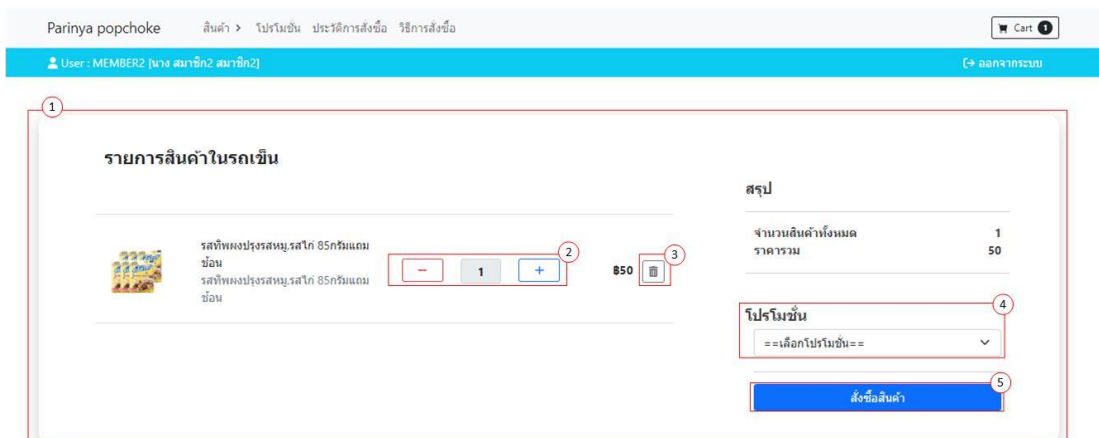 Parinya popchoke สินค้า > โปรโมชั่น ประวัติการสั่งซื้อ วิธีการสั่งซื้อ Cart 1
User : MEMBER2 [นาง สมาชิก2 สมาชิก2] ออกจากระบบ
1
รายการสินค้าในรถเข็น
สรุป
จำนวนสินค้าทั้งหมด 1
ราคารวม 50
รสทิพผงปรุงรสหมู,รสไก่ 85กรัมแถม
ช้อน
รสทิพผงปรุงรสหมู,รสไก่ 85กรัมแถม
ช้อน
2
− 1 +
3
฿50
4
โปรโมชั่น
==เลือกโปรโมชั่น==
5
สั่งซื้อสินค้า